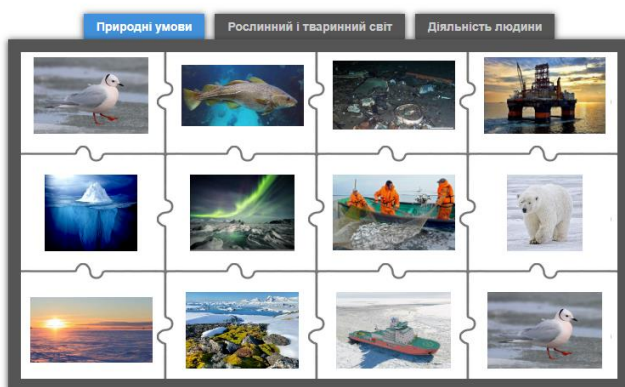 Природні умови
Рослинний і тваринний світ
Діяльність людини